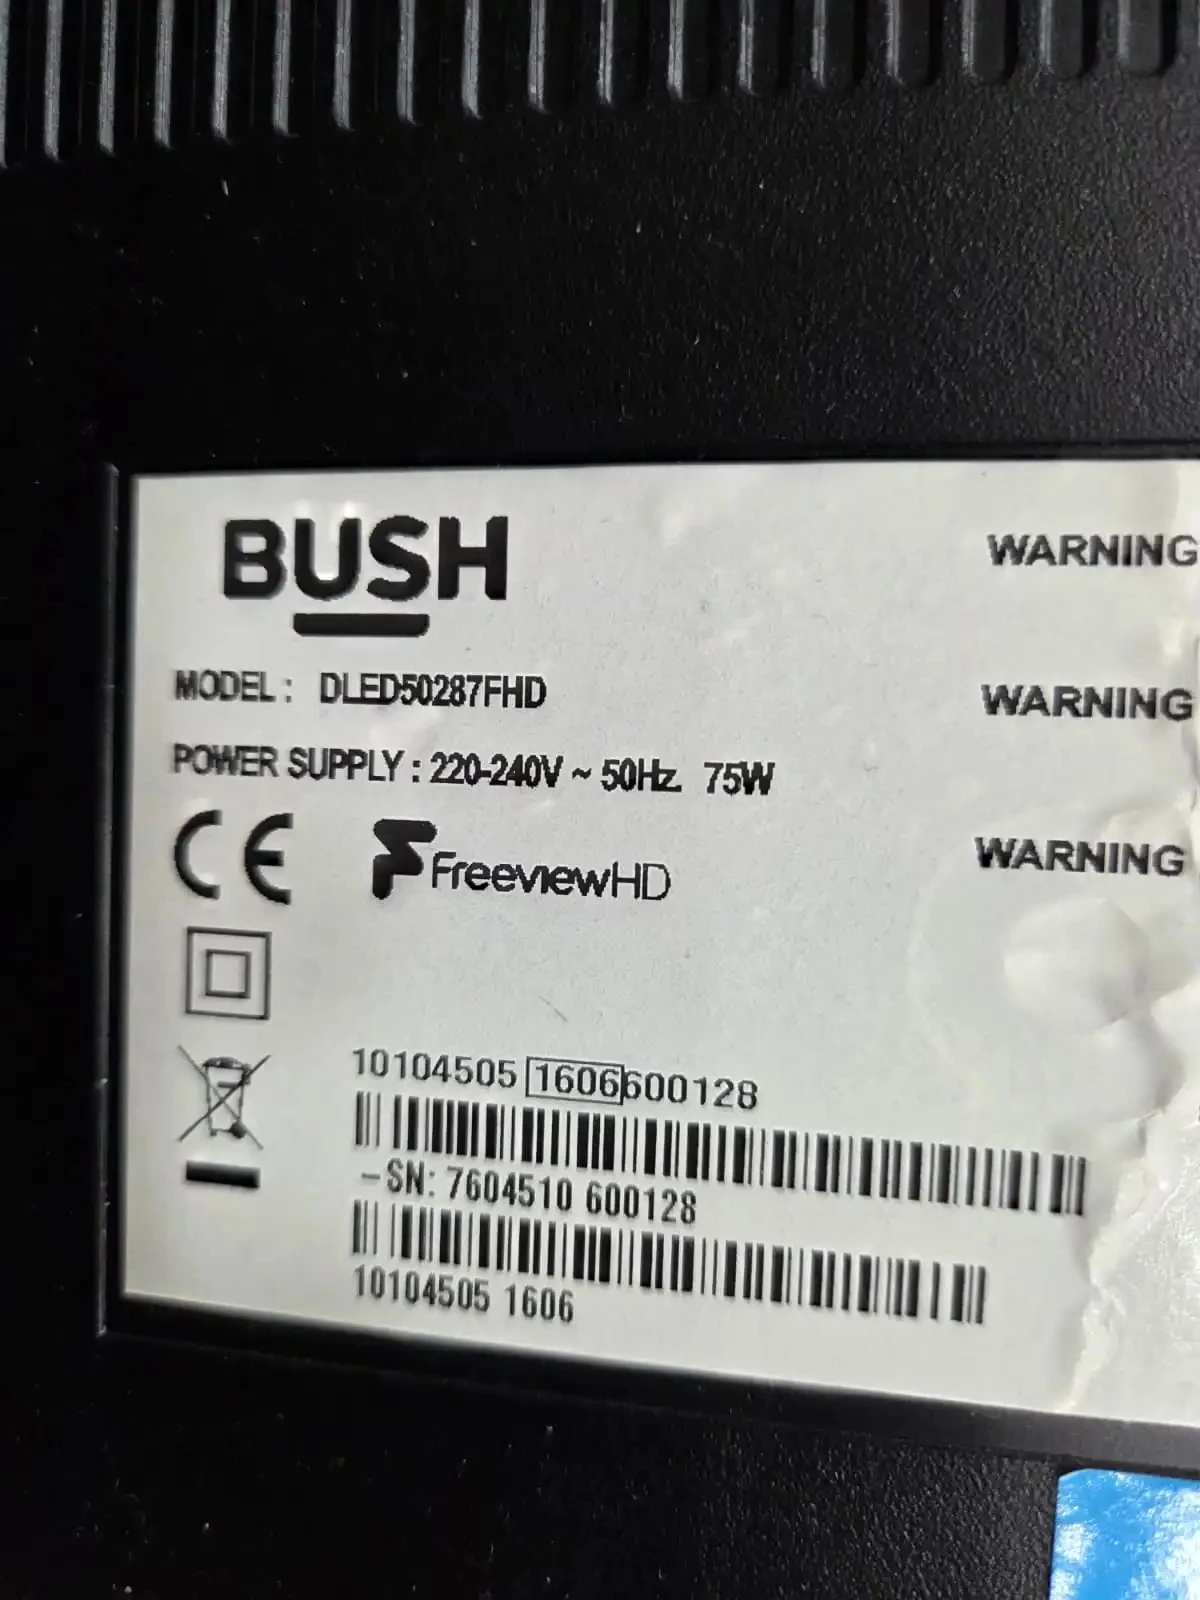 BUSH
WARNING
MODEL : DLED50287FHD
WARNING
POWER SUPPLY : 220-240V ~ 50Hz. 75W
CE
FreeviewHD
WARNING
10104505 1606600128
-SN: 7604510 600128
10104505 1606